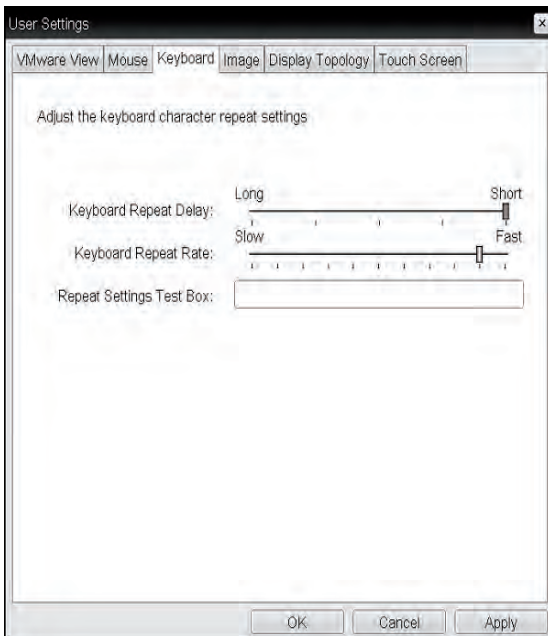 User Settings
VMware View Mouse Keyboard Image Display Topology Touch Screen
Adjust the keyboard character repeat settings
Long Short
Keyboard Repeat Delay:
Slow Fast
Keyboard Repeat Rate:
Repeat Settings Test Box:
OK Cancel Apply